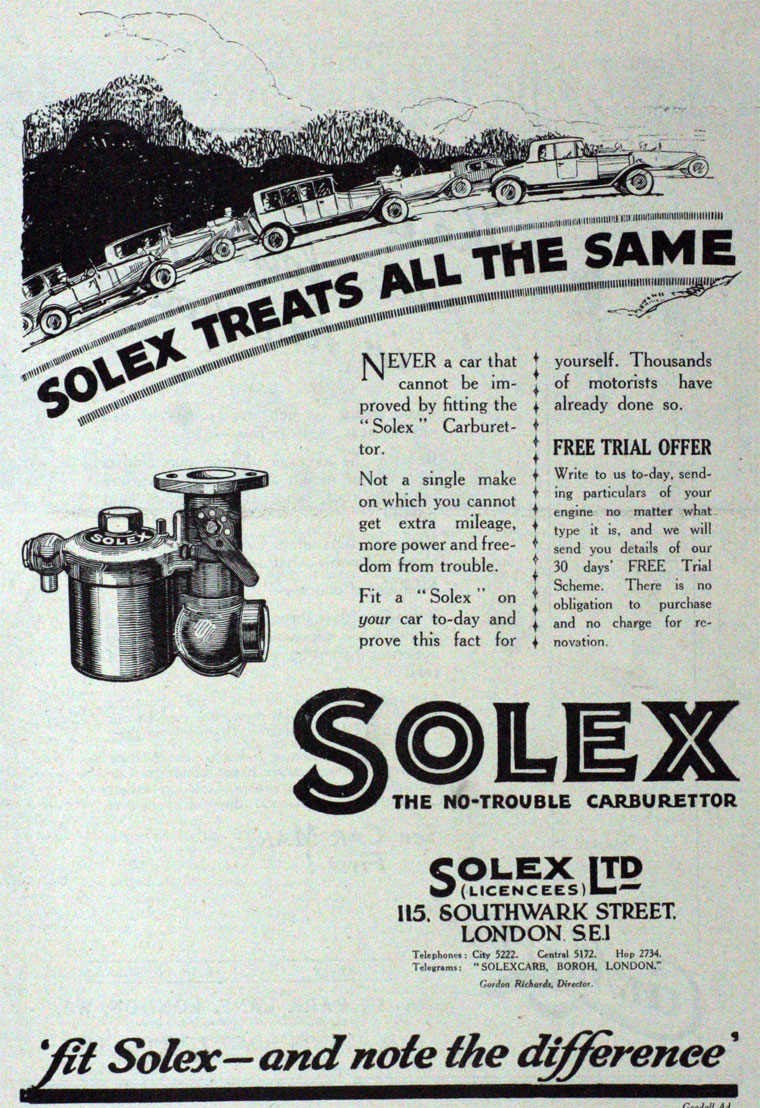 SOLEX TREATS ALL THE SAME
NEVER a car that
cannot be im-
proved by fitting the
"Solex" Carburet-
tor.
Not a single make
on which you cannot
get extra mileage,
more power and free-
dom from trouble.
Fit a "Solex" on
your car to-day and
prove this fact for
yourself. Thousands
of motorists have
already done so.
FREE TRIAL OFFER
Write to us to-day, send-
ing particulars of your
engine no matter what
type it is, and we will
send you details of our
30 days' FREE Trial
Scheme. There is no
obligation to purchase
and no charge for re-
novation.
SOLEX
SOLEX
THE NO-TROUBLE CARBURETTOR
SOLEX LTD
(LICENCEES)
115, SOUTHWARK STREET,
LONDON. S.E.1
Telephones: City 5222. Central 5172. Hop 2734.
Telegrams: "SOLEXCARB, BOROH, LONDON."
Gordon Richards, Director.
'fit Solex—and note the difference'